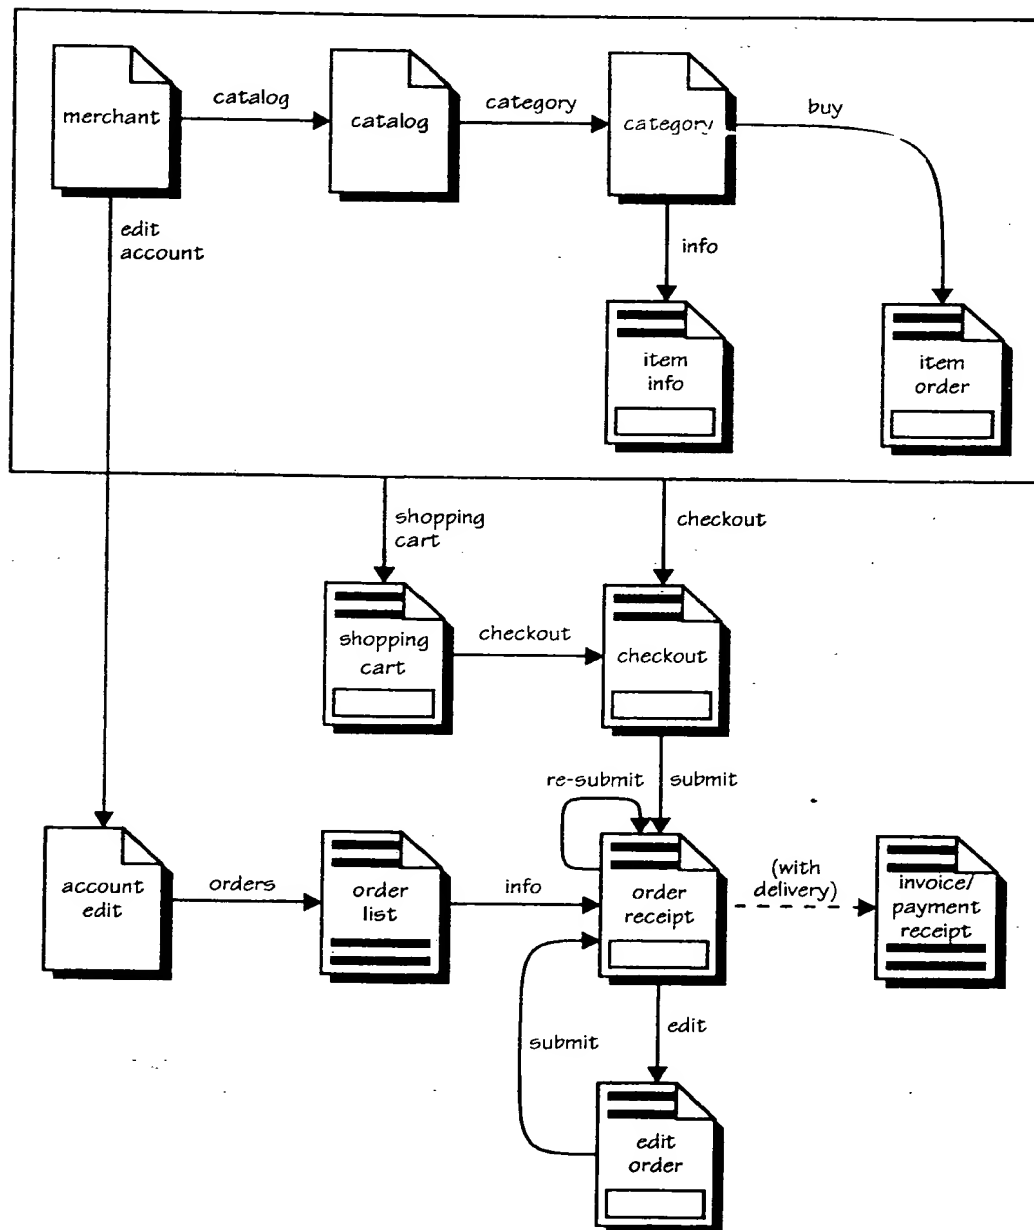 merchant
catalog
catalog
category
category
buy
edit
account
info
item
info
item
order
shopping
cart
checkout
shopping
cart
checkout
checkout
re-submit
submit
account
edit
orders
order
list
info
order
receipt
(with
delivery)
invoice/
payment
receipt
submit
edit
edit
order